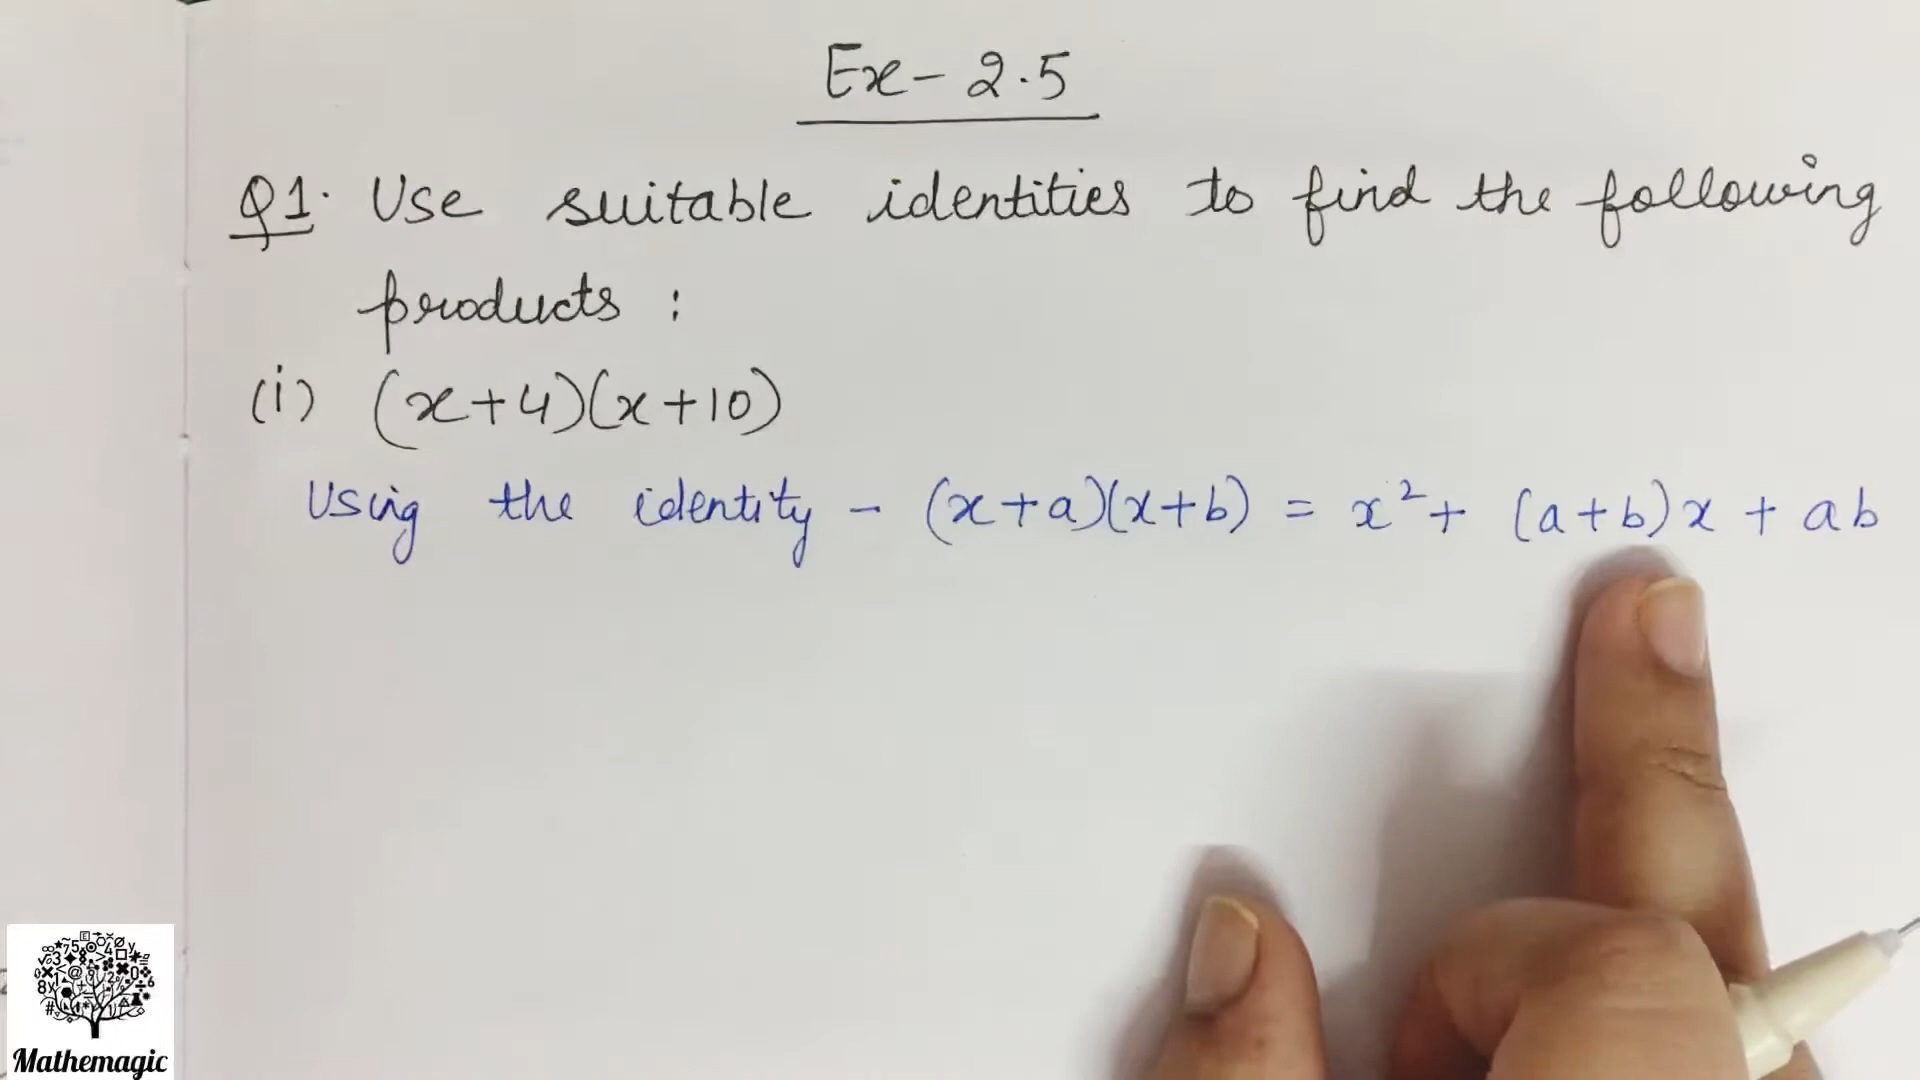 Ex - 2.5
Q1. Use suitable identities to find the following
products :
(i) (x+4)(x+10)
Using the identity - (x+a)(x+b) = x² + (a+b)x + ab
Mathemagic